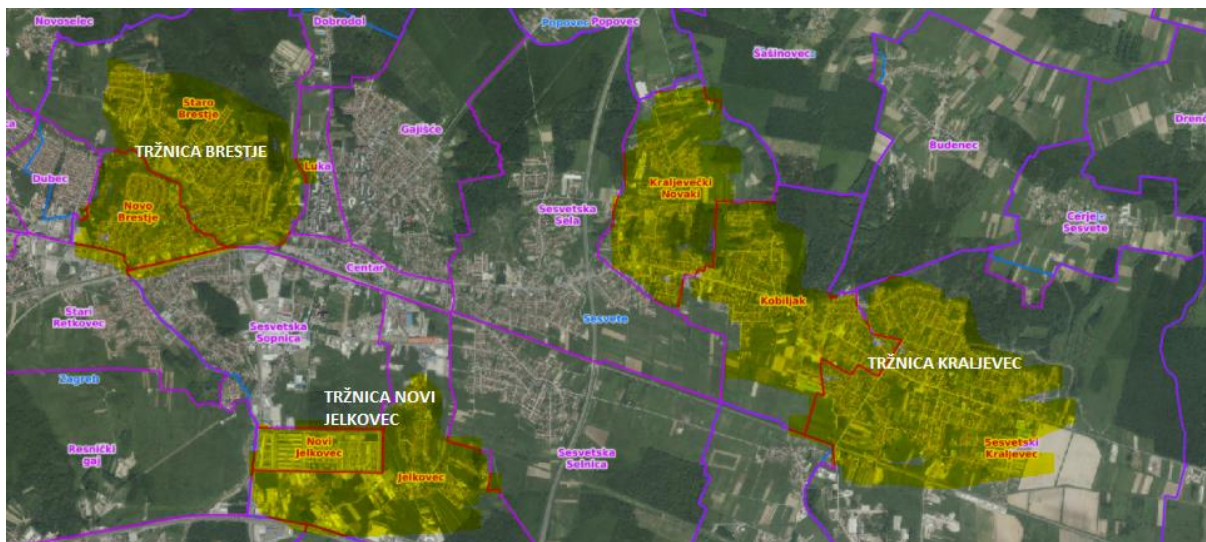 Novoselec
Dobrodol
Popovec
Popovec
Šašinovec
Staro
Brestje
Gajišće
TRŽNICA BRESTJE
Budenec
Luka
Dubec
Kraljevečki
Novaki
Novo
Brestje
Sesvetska
Sela
Cerje -
Sesvete
Centar
Kobiljak
Stari
Retkovec
Sesvetska
Sopnica
Sesvete
TRŽNICA KRALJEVEC
Zagreb
TRŽNICA NOVI
JELKOVEC
Novi
Jelkovec
Resnički
gaj
Jelkovec
Sesvetska
Selnica
Sesvetski
Kraljevec